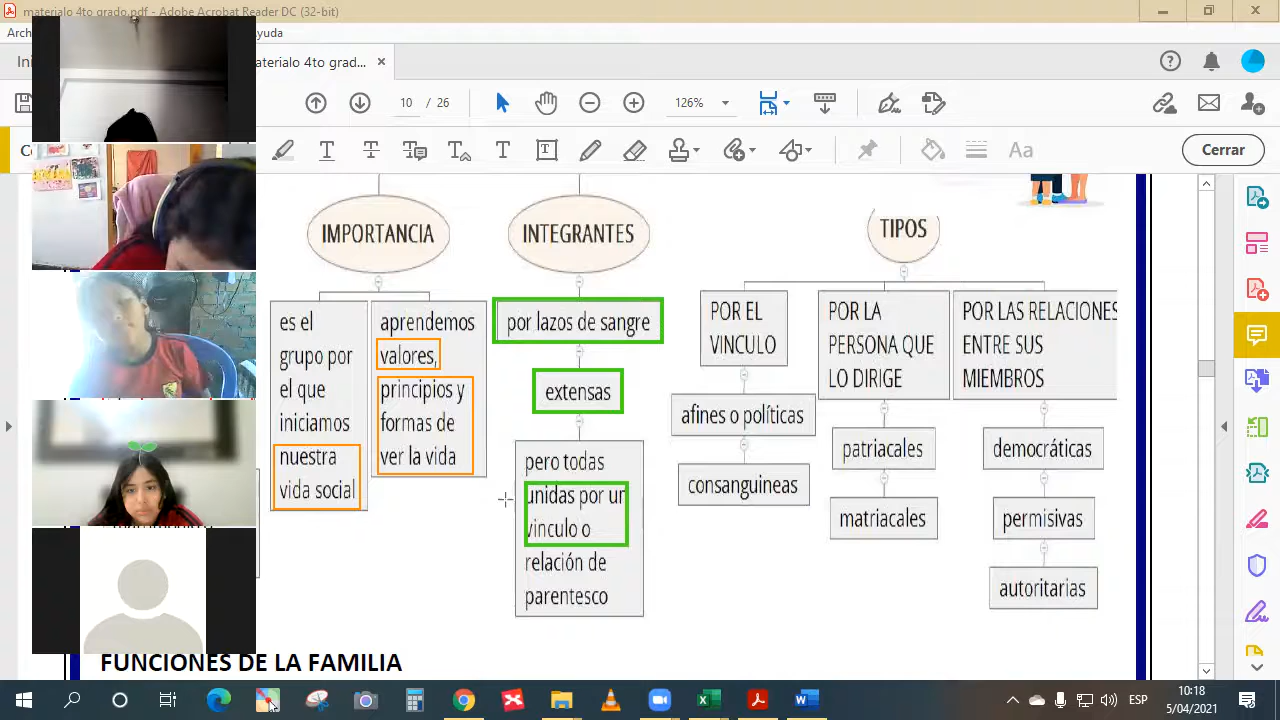 materialo 4to grado.pdf - Adobe Acrobat Reader DC (32-bit)
Arch
yuda
Ini
aterialo 4to grad...
10 / 26
126%
Cerrar
IMPORTANCIA
es el
grupo por
el que
iniciamos
nuestra
vida social
aprendemos
valores,
principios y
formas de
ver la vida
INTEGRANTES
por lazos de sangre
extensas
pero todas
unidas por un
vinculo o
relación de
parentesco
TIPOS
POR EL
VINCULO
afines o políticas
consanguineas
POR LA
PERSONA QUE
LO DIRIGE
patriacales
matriacales
POR LAS RELACIONES
ENTRE SUS
MIEMBROS
democráticas
permisivas
autoritarias
FUNCIONES DE LA FAMILIA
ESP
10:18
5/04/2021